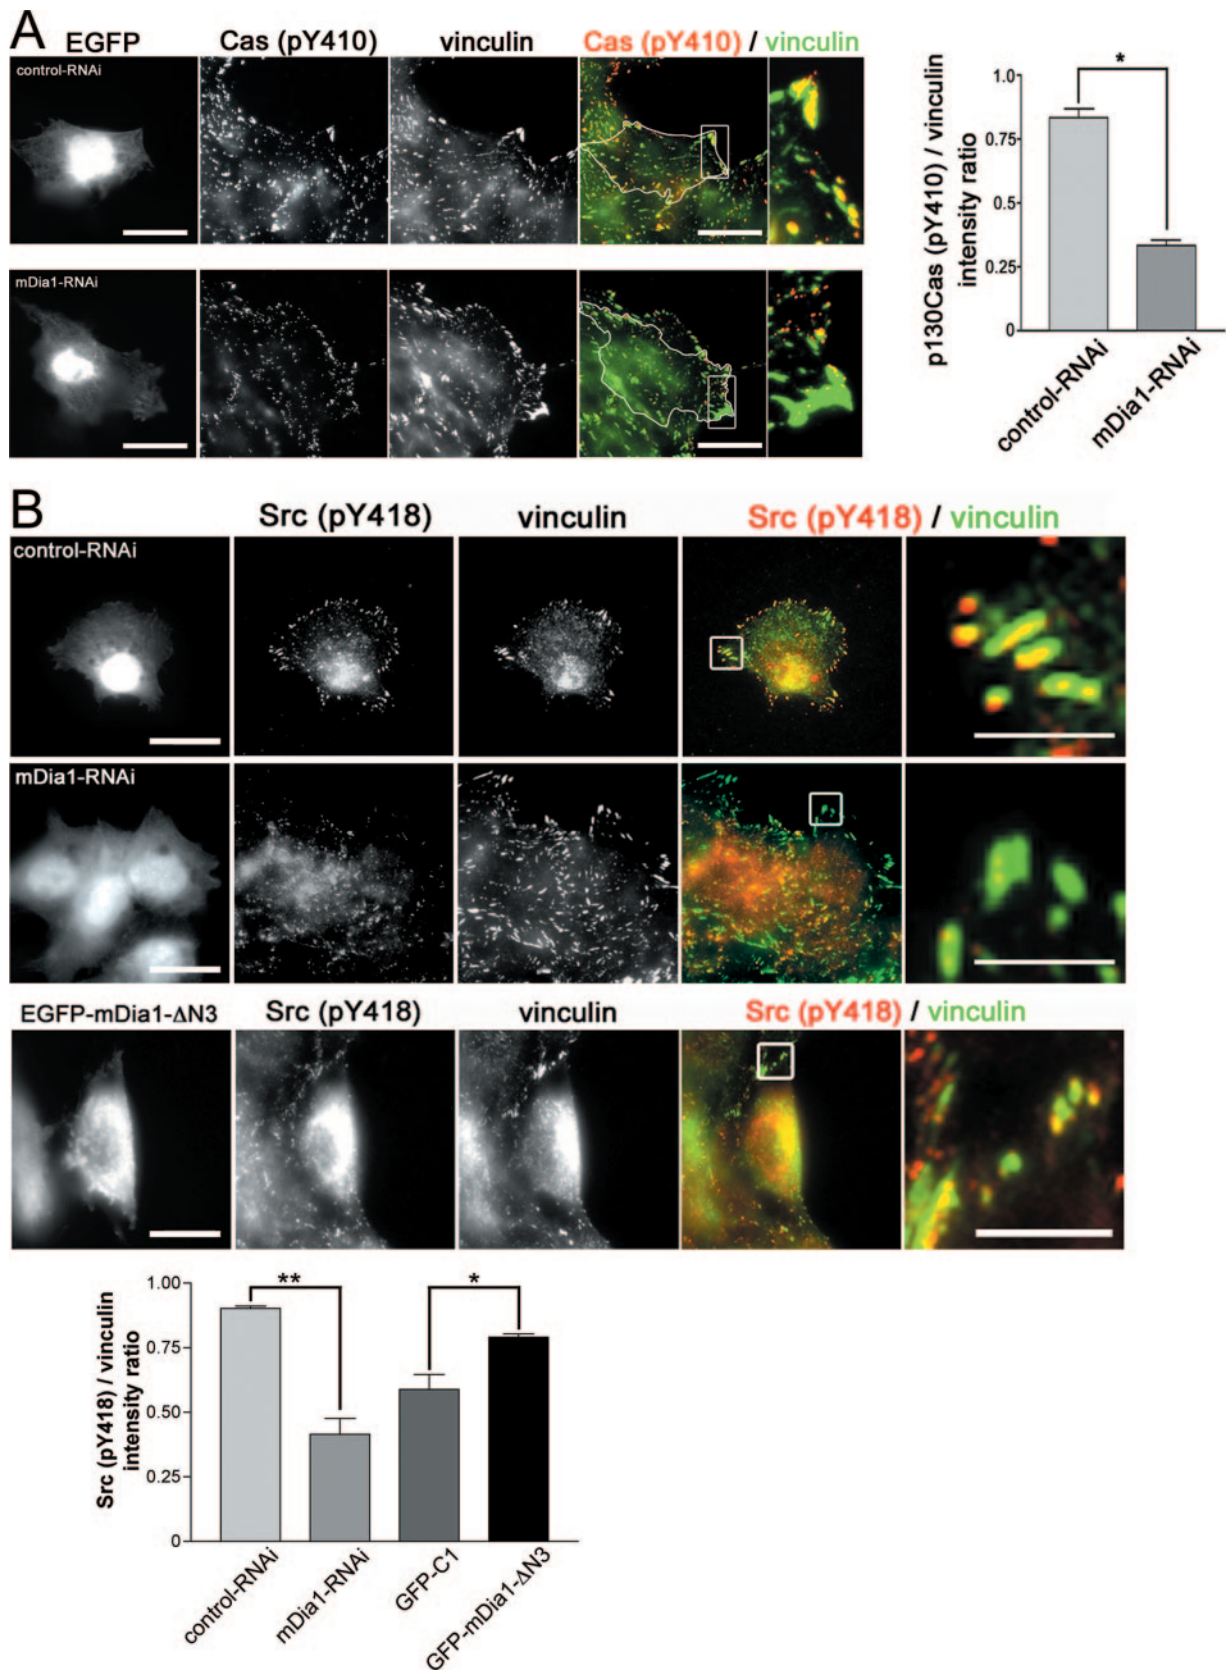 A
EGFP
Cas (pY410)
vinculin
Cas (pY410) / vinculin
control-RNAi
mDia1-RNAi
p130Cas (pY410) / vinculin
intensity ratio
1.0
0.75
0.5
0.25
0
*
control-RNAi
mDia1-RNAi
B
Src (pY418)
vinculin
Src (pY418) / vinculin
control-RNAi
mDia1-RNAi
EGFP-mDia1-ΔN3
Src (pY418)
vinculin
Src (pY418) / vinculin
Src (pY418) / vinculin
intensity ratio
1.00
0.75
0.50
0.25
0
**
*
control-RNAi
mDia1-RNAi
GFP-C1
GFP-mDia1-ΔN3